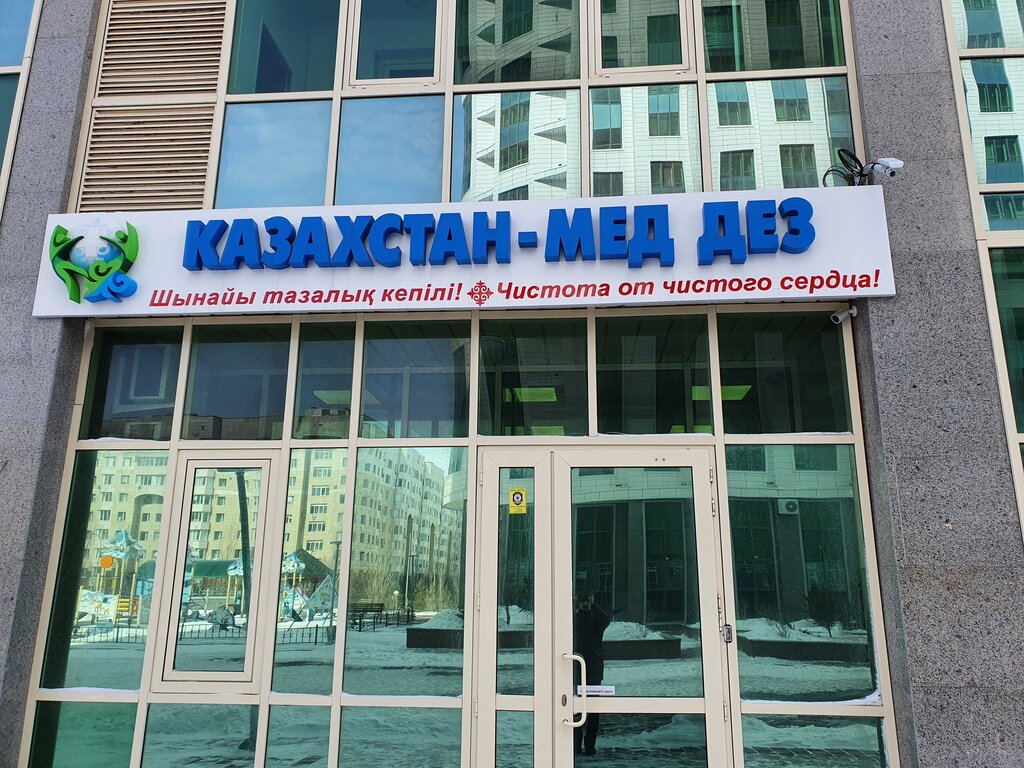 КАЗАХСТАН-МЕД ДЕЗ
Шынайы тазалық кепілі! Чистота от чистого сердца!